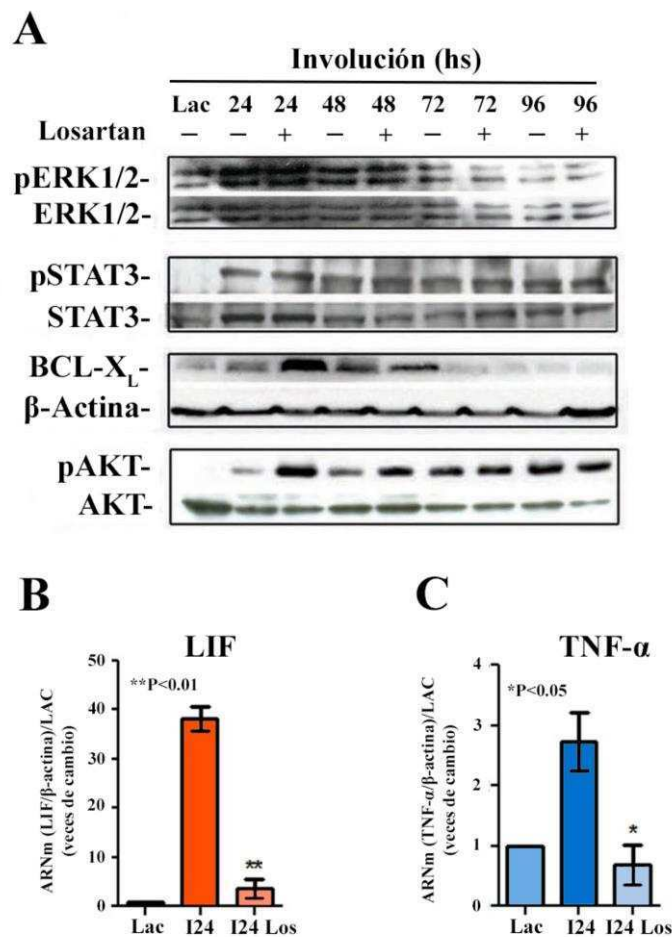 A
Involución (hs)
Lac 24 24 48 48 72 72 96 96
Losartan − − + − + − + − +
pERK1/2-
ERK1/2-
pSTAT3-
STAT3-
BCL-XL-
β-Actina-
pAKT-
AKT-
B
LIF
ARNm (LIF/β-actina)/LAC
(veces de cambio)
50
40
30
20
10
0
**P<0.01
**
Lac I24 I24 Los
C
TNF-α
ARNm (TNF-α/β-actina)/LAC
(veces de cambio)
4
3
2
1
0
*P<0.05
*
Lac I24 I24 Los